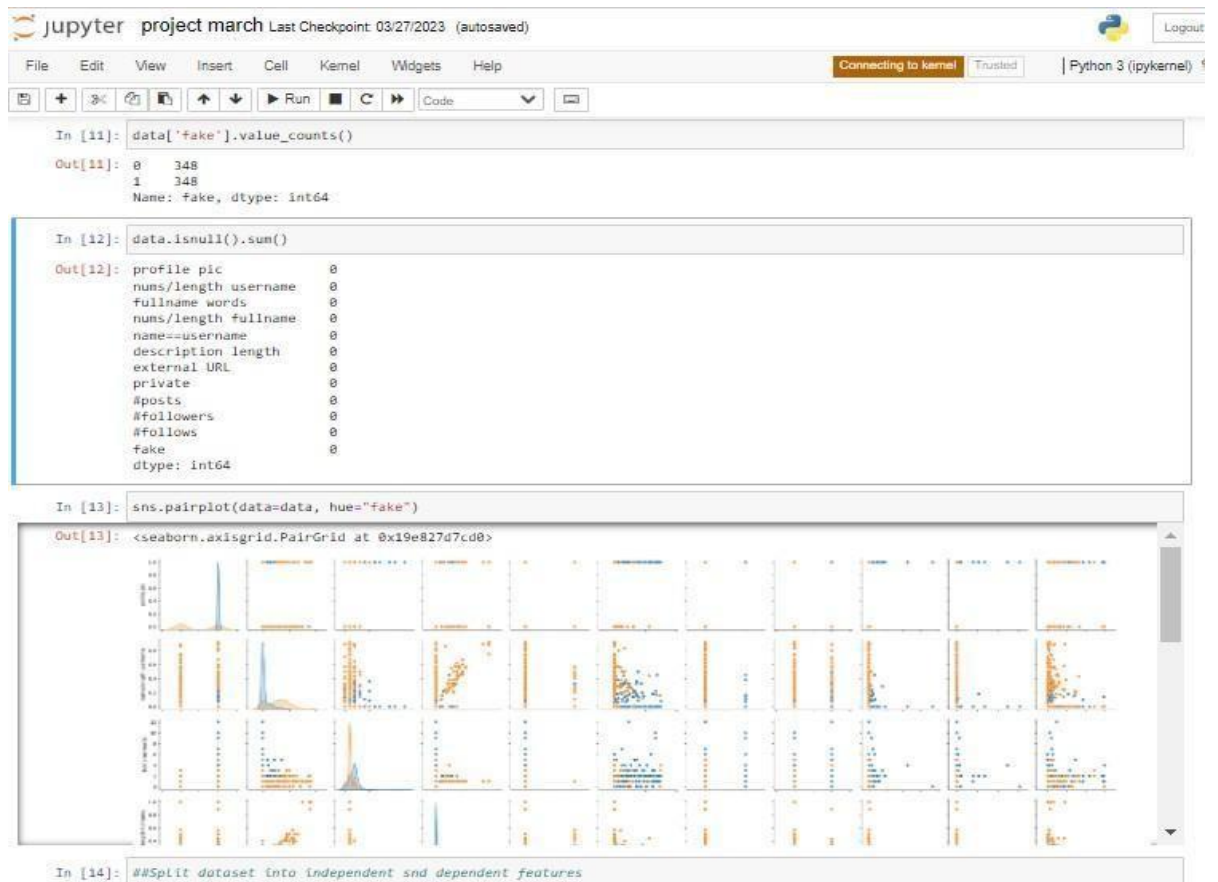 jupyter project march Last Checkpoint: 03/27/2023 (autosaved)
Logout
File Edit View Insert Cell Kernel Widgets Help
Connecting to kernel Trusted Python 3 (ipykernel)
Run Code
In [11]: data['fake'].value_counts()
Out[11]: 0 348
1 348
Name: fake, dtype: int64
In [12]: data.isnull().sum()
Out[12]: profile pic 0
nums/length username 0
fullname words 0
nums/length fullname 0
name==username 0
description length 0
external URL 0
private 0
#posts 0
#followers 0
#follows 0
fake 0
dtype: int64
In [13]: sns.pairplot(data=data, hue="fake")
Out[13]: <seaborn.axisgrid.PairGrid at 0x19e827d7cd0>
In [14]: ##Split dataset into independent snd dependent features